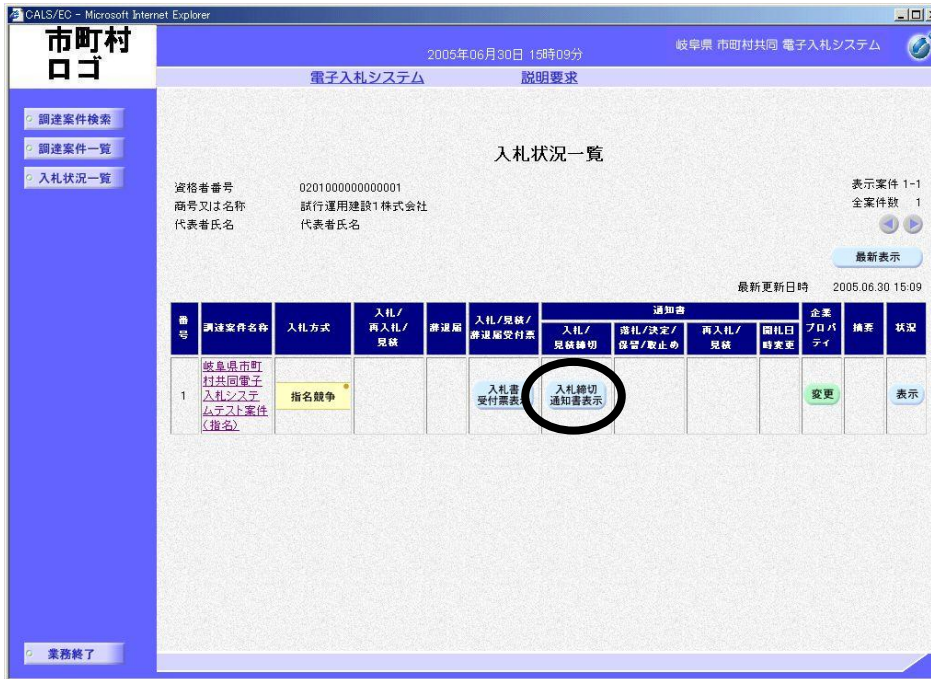 CALS/EC - Microsoft Internet Explorer
市町村
ロゴ
2005年06月30日 15時09分
岐阜県 市町村共同 電子入札システム
電子入札システム
説明要求
調達案件検索
調達案件一覧
入札状況一覧
入札状況一覧
資格者番号 0201000000000001
商号又は名称 試行運用建設1株式会社
代表者氏名 代表者氏名
表示案件 1-1
全案件数 1
最新表示
最新更新日時 2005.06.30 15:09
番号
調達案件名称
入札方式
入札/
再入札/
見積
辞退届
入札/見積/
辞退届受付票
通知書
入札/
見積締切
落札/決定/
保留/取止め
再入札/
見積
開札日
時変更
企業
プロパ
ティ
摘要
状況
1
岐阜県市町
村共同電子
入札システ
ムテスト案件
(指名)
指名競争
入札書
受付票表示
入札締切
通知書表示
変更
表示
業務終了